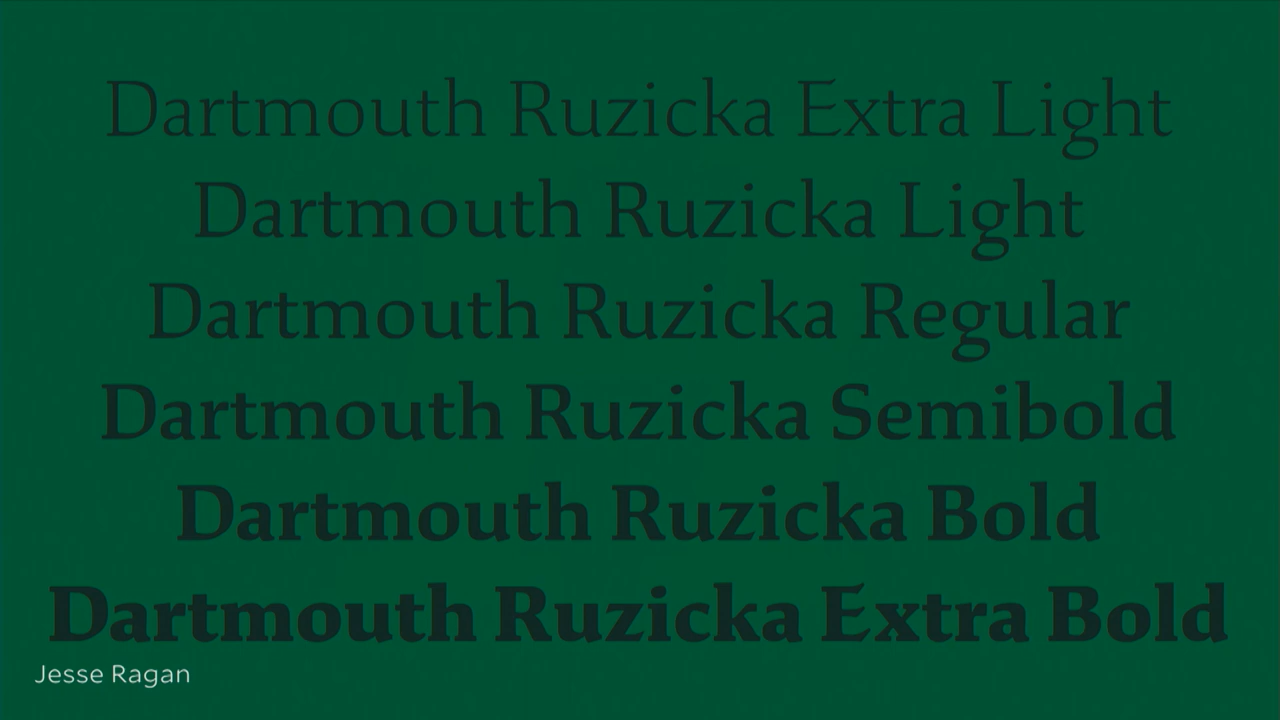 Dartmouth Ruzicka Extra Light
Dartmouth Ruzicka Light
Dartmouth Ruzicka Regular
Dartmouth Ruzicka Semibold
Dartmouth Ruzicka Bold
Dartmouth Ruzicka Extra Bold
Jesse Ragan